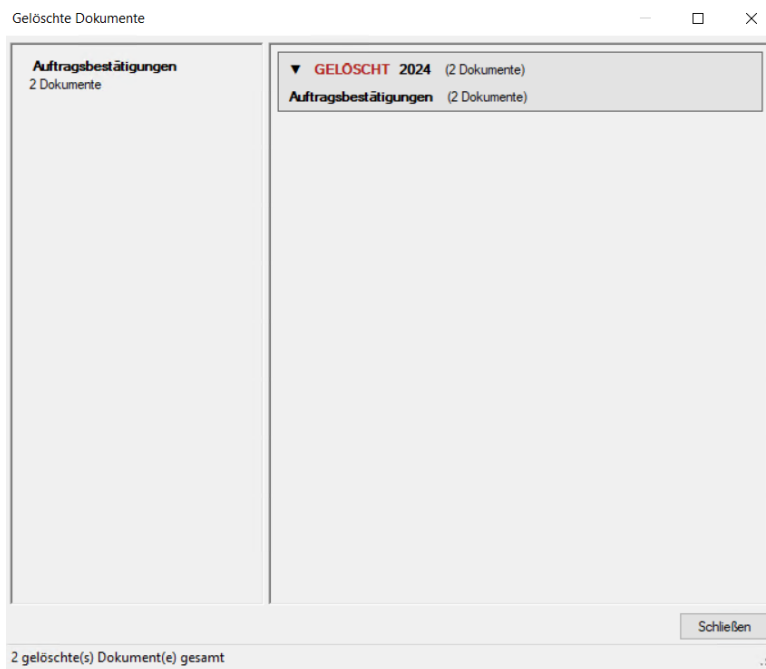 Gelöschte Dokumente
Auftragsbestätigungen
2 Dokumente
▼ GELÖSCHT 2024 (2 Dokumente)
Auftragsbestätigungen (2 Dokumente)
Schließen
2 gelöschte(s) Dokument(e) gesamt